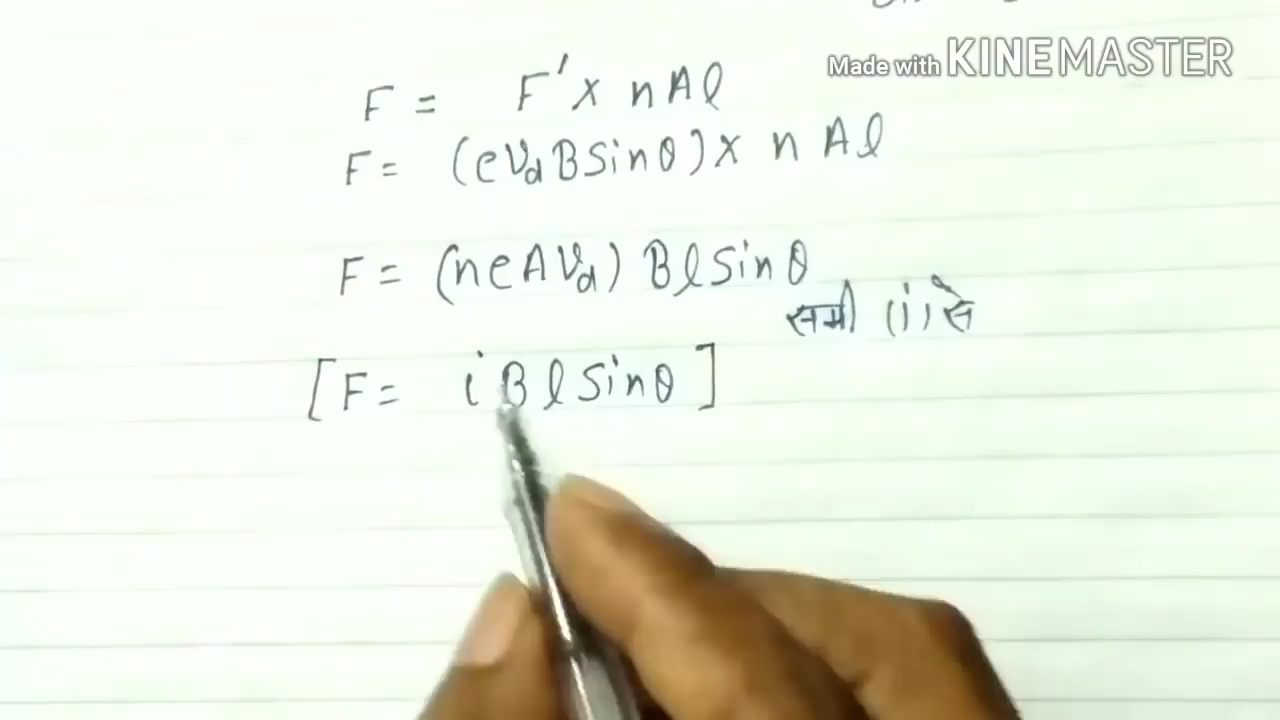 Made with KINEMASTER
F = F' × nAl
F = (eVdBSinθ) × nAl
F = (neAVd) BlSinθ
समी (i) से
[F = iBlSinθ]